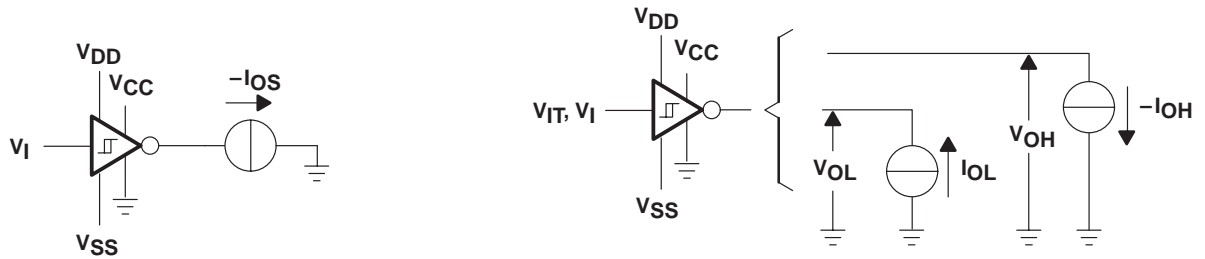 VDD
VCC
–IOS
VI
VSS
VDD
VCC
VIT, VI
VSS
VOL
IOL
VOH
–IOH